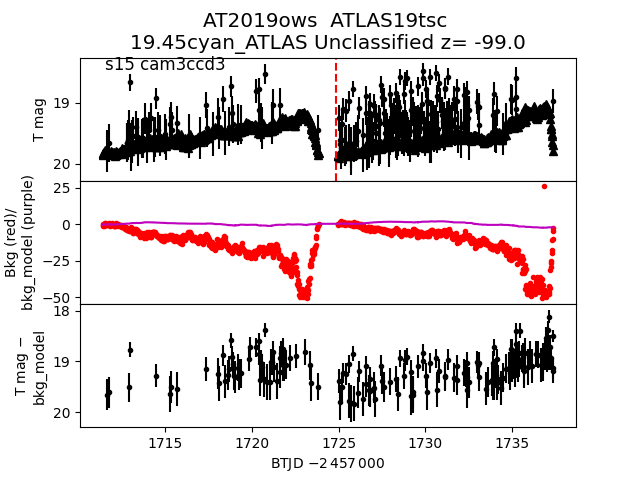 AT2019ows  ATLAS19tsc
19.45cyan_ATLAS Unclassified z= -99.0
s15 cam3ccd3
T mag
19
20
Bkg (red)/
bkg_model (purple)
25
0
−25
−50
T mag −
bkg_model
18
19
20
1715
1720
1725
1730
1735
BTJD −2 457 000